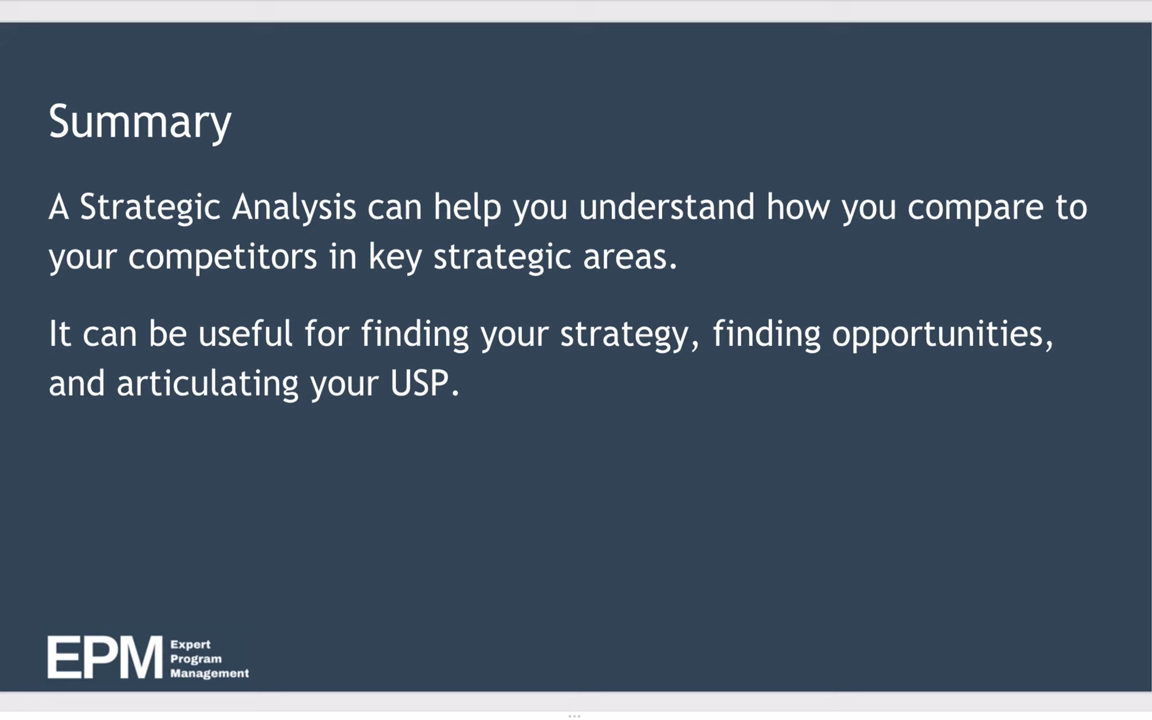 Summary
A Strategic Analysis can help you understand how you compare to
your competitors in key strategic areas.
It can be useful for finding your strategy, finding opportunities,
and articulating your USP.
EPM
Expert
Program
Management